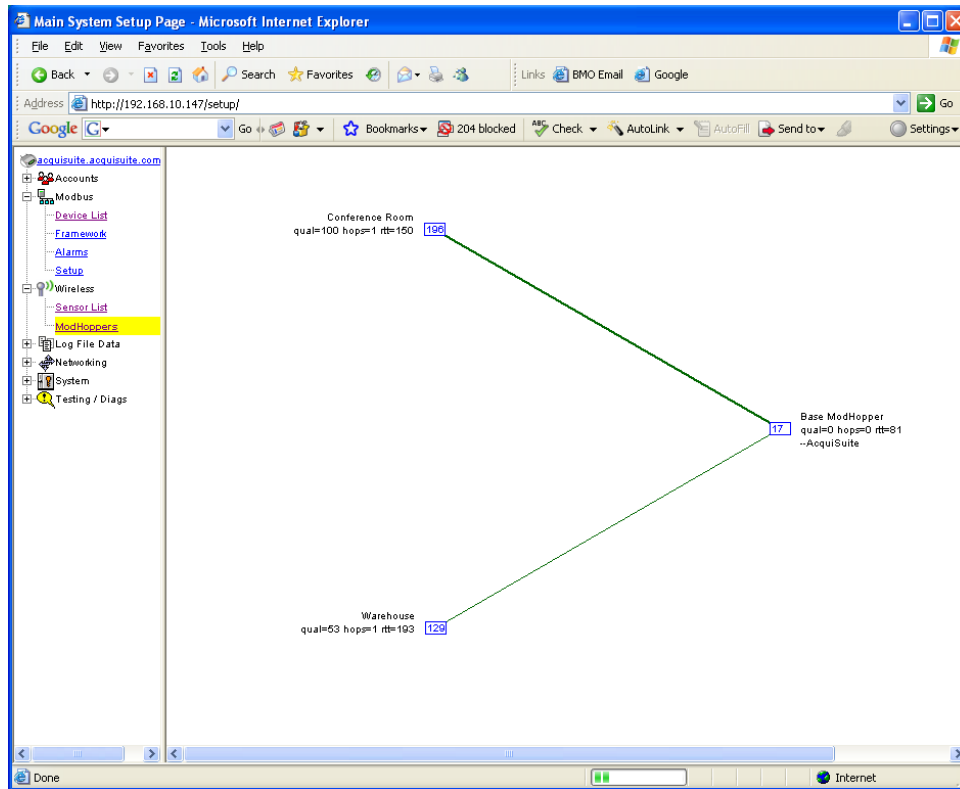 Main System Setup Page - Microsoft Internet Explorer
File Edit View Favorites Tools Help
Back Search Favorites Links BMO Email Google
Address http://192.168.10.147/setup/ Go
Google G Go Bookmarks 204 blocked ABC Check AutoLink AutoFill Send to Settings
acquisuite.acquisuite.com
Accounts
Modbus
Device List
Framework
Alarms
Setup
Wireless
Sensor List
ModHoppers
Log File Data
Networking
System
Testing / Diags
Conference Room
qual=100 hops=1 rtt=150 196
Base ModHopper
17 qual=0 hops=0 rtt=81
--AcquiSuite
Warehouse
qual=53 hops=1 rtt=193 129
Done Internet